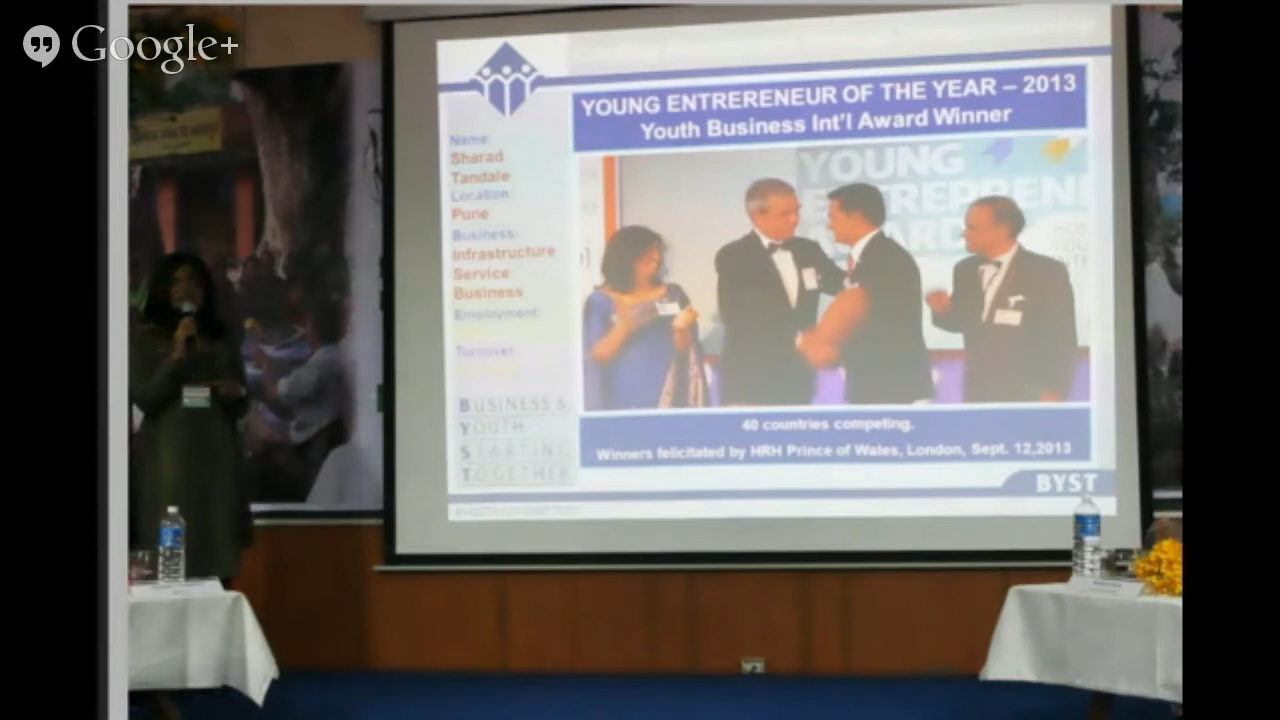 Google+
YOUNG ENTRERENEUR OF THE YEAR – 2013
Youth Business Int'l Award Winner
Name:
Sharad
Tandale
Location:
Pune
Business:
Infrastructure
Service
Business
Employment:
Turnover:
YOUNG
BUSINESS &
YOUTH
STARTING
TOGETHER
40 countries competing.
Winners felicitated by HRH Prince of Wales, London, Sept. 12,2013
BYST